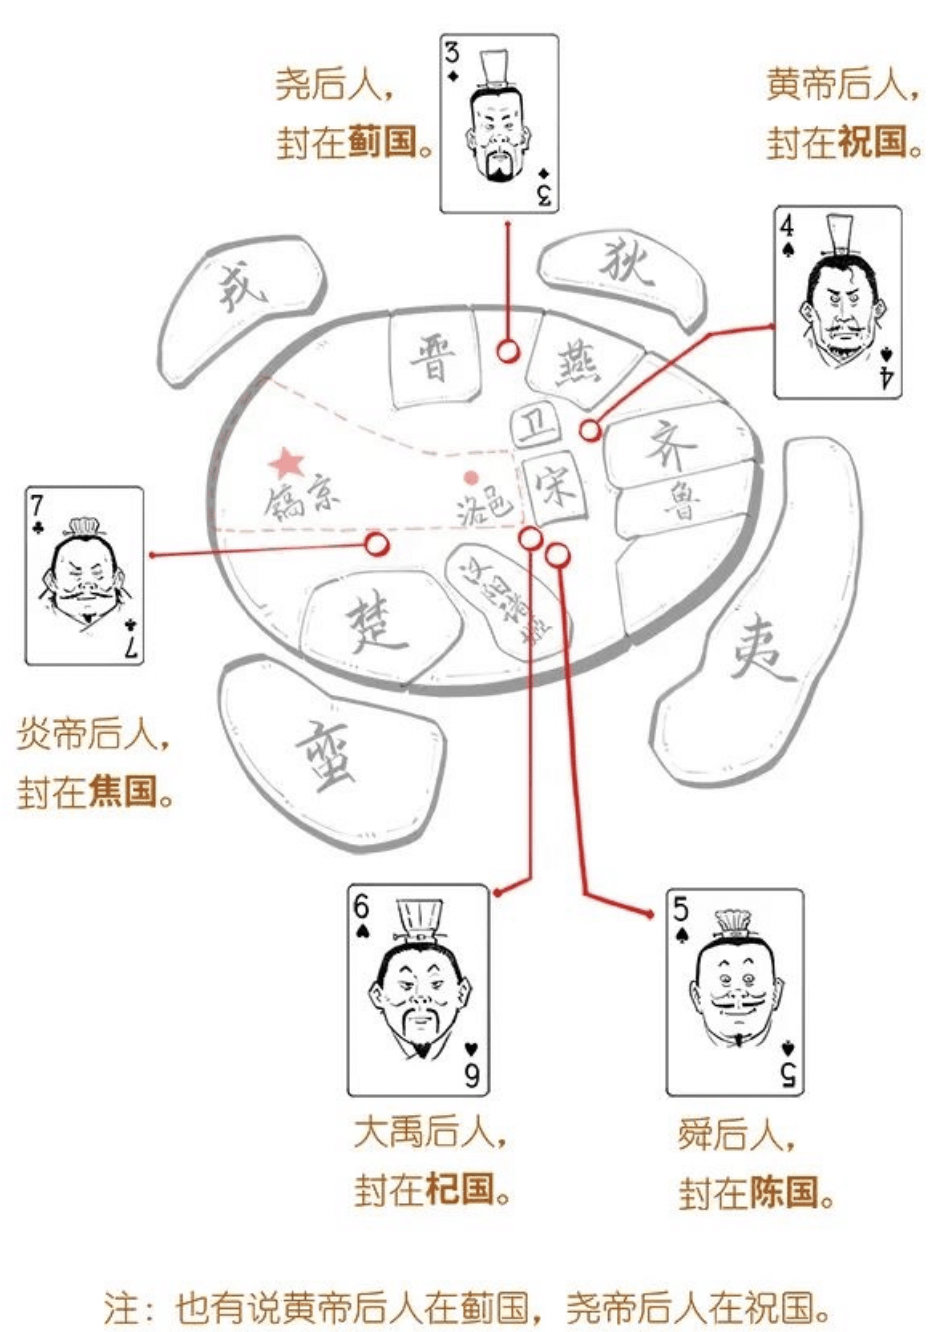 尧后人，
封在蓟国。
3
3
黄帝后人，
封在祝国。
4
4
戎
狄
晋
燕
卫
齐
宋
鲁
镐京
洛邑
7
7
楚
夷
蛮
炎帝后人，
封在焦国。
6
6
大禹后人，
封在杞国。
5
5
舜后人，
封在陈国。
注：也有说黄帝后人在蓟国，尧帝后人在祝国。